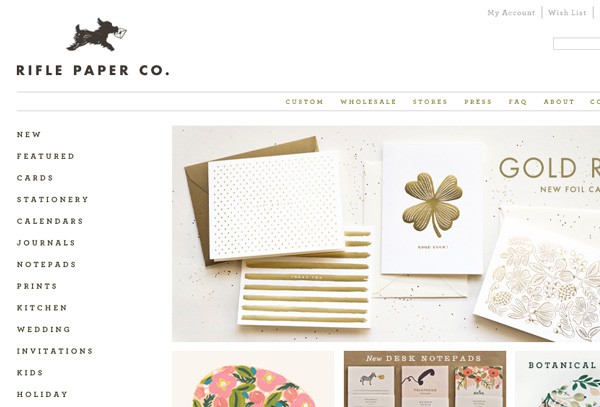 My Account
Wish List
RIFLE PAPER CO.
CUSTOM
WHOLESALE
STORES
PRESS
FAQ
ABOUT
CO
NEW
FEATURED
CARDS
STATIONERY
CALENDARS
JOURNALS
NOTEPADS
PRINTS
KITCHEN
WEDDING
INVITATIONS
KIDS
HOLIDAY
GOLD R
NEW FOIL CA
GOOD LUCK!
THANK YOU
New DESK NOTEPADS
TELEPHONE
BOTANICAL